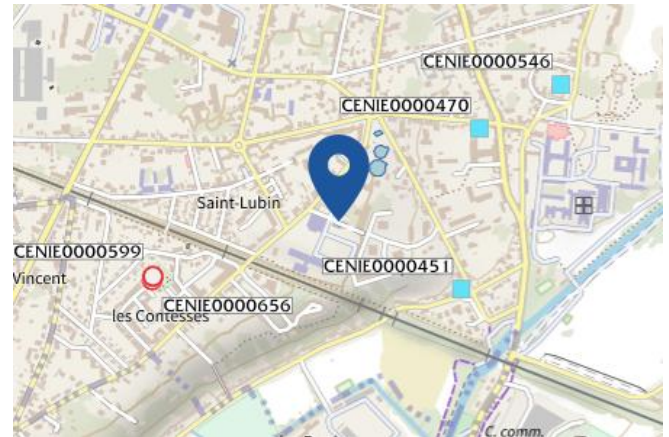 CENIE0000546
CENIE0000470
Saint-Lubin
CENIE0000599
Vincent
CENIE0000451
CENIE0000656
les Contesses
C. comm.